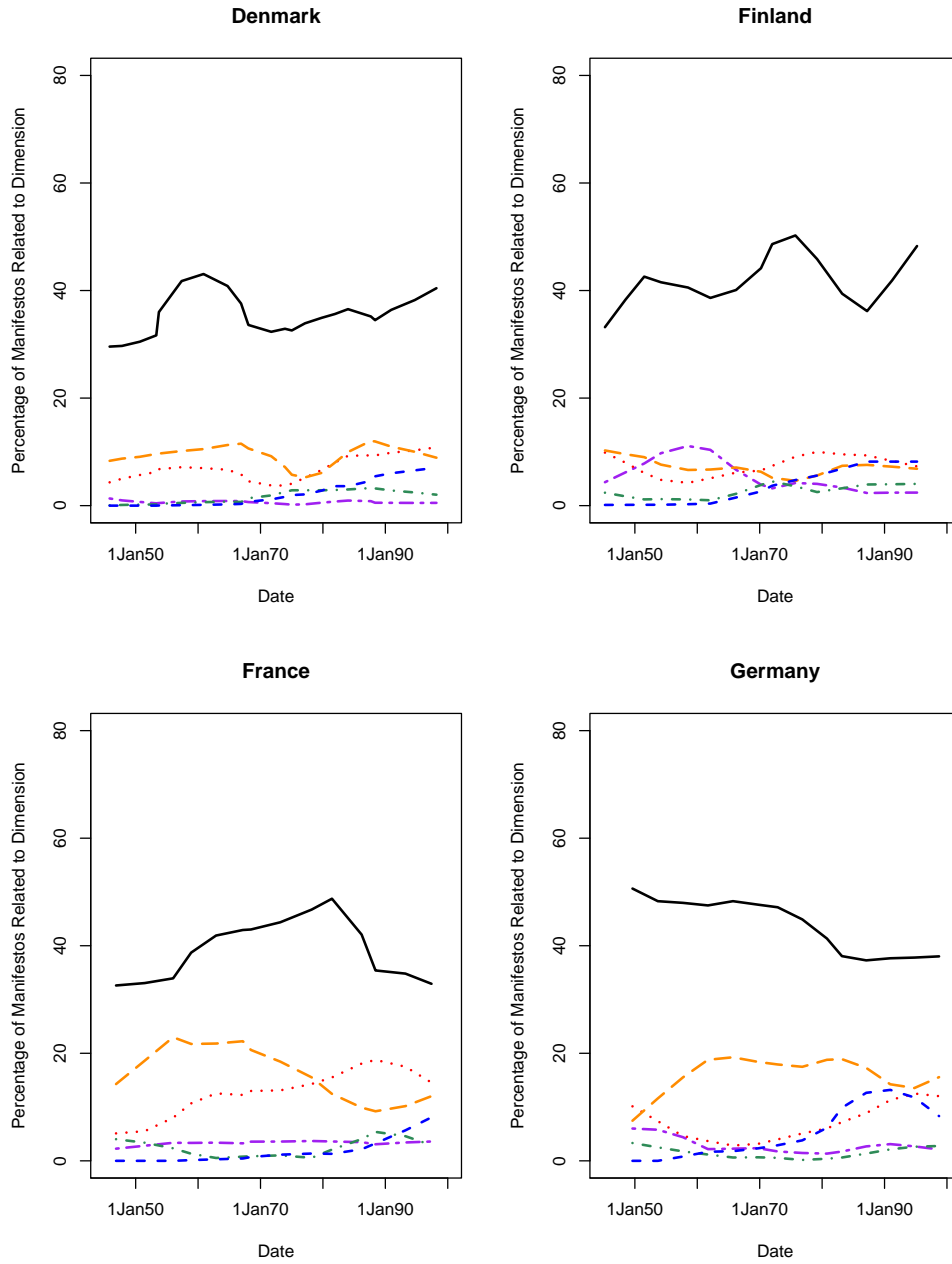 Denmark
Percentage of Manifestos Related to Dimension
80
60
40
20
0
1Jan50
1Jan70
1Jan90
Date
Finland
Percentage of Manifestos Related to Dimension
80
60
40
20
0
1Jan50
1Jan70
1Jan90
Date
France
Percentage of Manifestos Related to Dimension
80
60
40
20
0
1Jan50
1Jan70
1Jan90
Date
Germany
Percentage of Manifestos Related to Dimension
80
60
40
20
0
1Jan50
1Jan70
1Jan90
Date